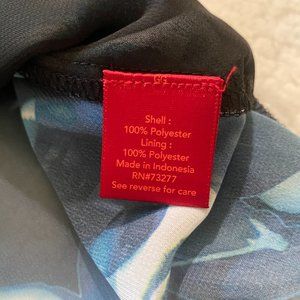 Shell :
100% Polyester
Lining :
100% Polyester
Made in Indonesia
RN#73277
See reverse for care